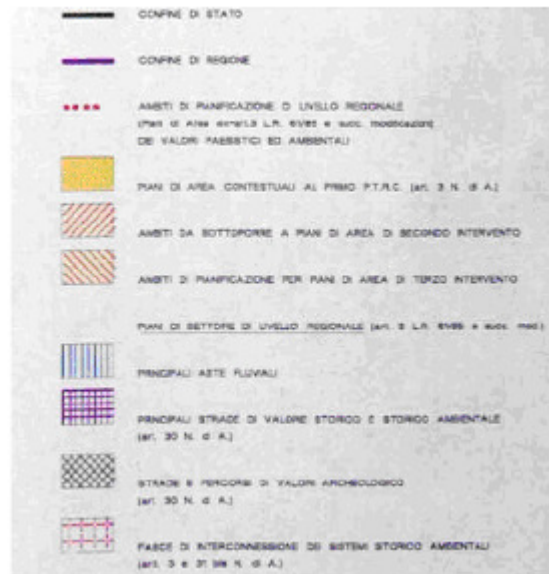 CONFINE DI STATO
CONFINE DI REGIONE
AMBITI DI PIANIFICAZIONE DI LIVELLO REGIONALE
(Piani di Area ex-art.3 L.R. 61/85 e succ. modificazioni)
DEI VALORI PAESISTICI ED AMBIENTALI
PIANI DI AREA CONTESTUALI AL PRIMO P.T.R.C. (art. 3 N. di A.)
AMBITI DA SOTTOPORRE A PIANI DI AREA DI SECONDO INTERVENTO
AMBITI DI PIANIFICAZIONE PER PIANI DI AREA DI TERZO INTERVENTO
PIANI DI SETTORE DI LIVELLO REGIONALE (art. L.R. 61/85 e succ. mod.)
PRINCIPALI ASTE FLUVIALI
PRINCIPALI STRADE DI VALORE STORICO E STORICO AMBIENTALE
(art. 30 N. d. A.)
STRADE E PERCORSI DI VALORI ARCHEOLOGICO
(art. 30 N. d. A.)
FASCE DI INTERCONNESSIONE DEI SISTEMI STORICO AMBIENTALI
(art. 3 e 31 bis N. di A.)